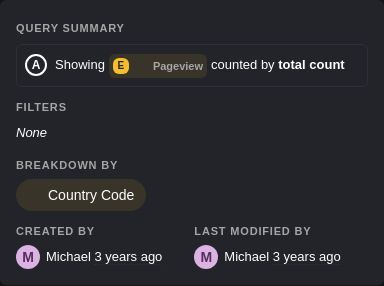 QUERY SUMMARY
A Showing E Pageview counted by total count
FILTERS
None
BREAKDOWN BY
Country Code
CREATED BY
M Michael 3 years ago
LAST MODIFIED BY
M Michael 3 years ago